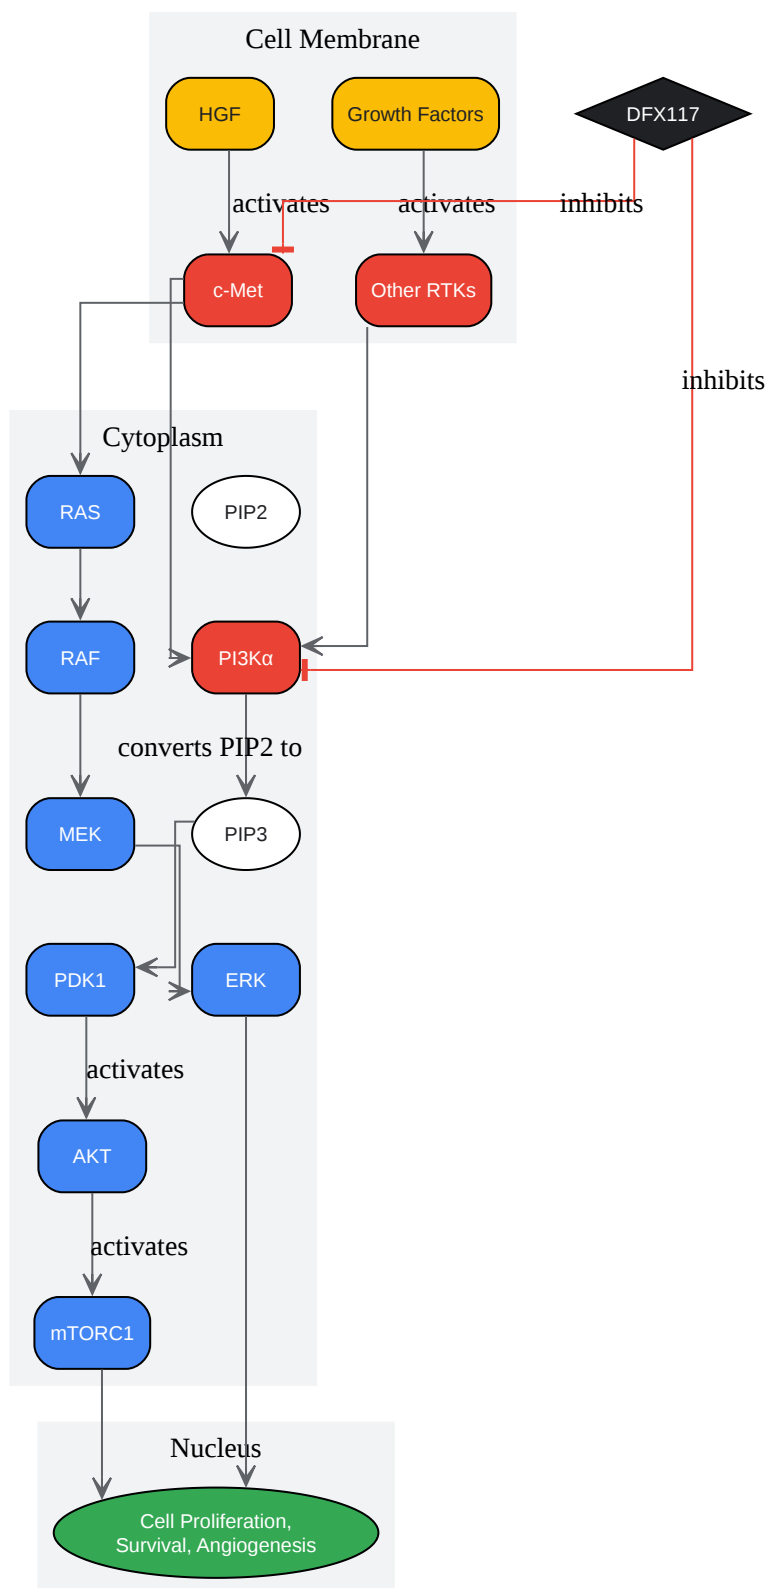 Cell Membrane
HGF
Growth Factors
DFX117
activates
activates
inhibits
c-Met
Other RTKs
inhibits
Cytoplasm
RAS
PIP2
RAF
PI3Kα
converts PIP2 to
MEK
PIP3
PDK1
ERK
activates
AKT
activates
mTORC1
Nucleus
Cell Proliferation,
Survival, Angiogenesis